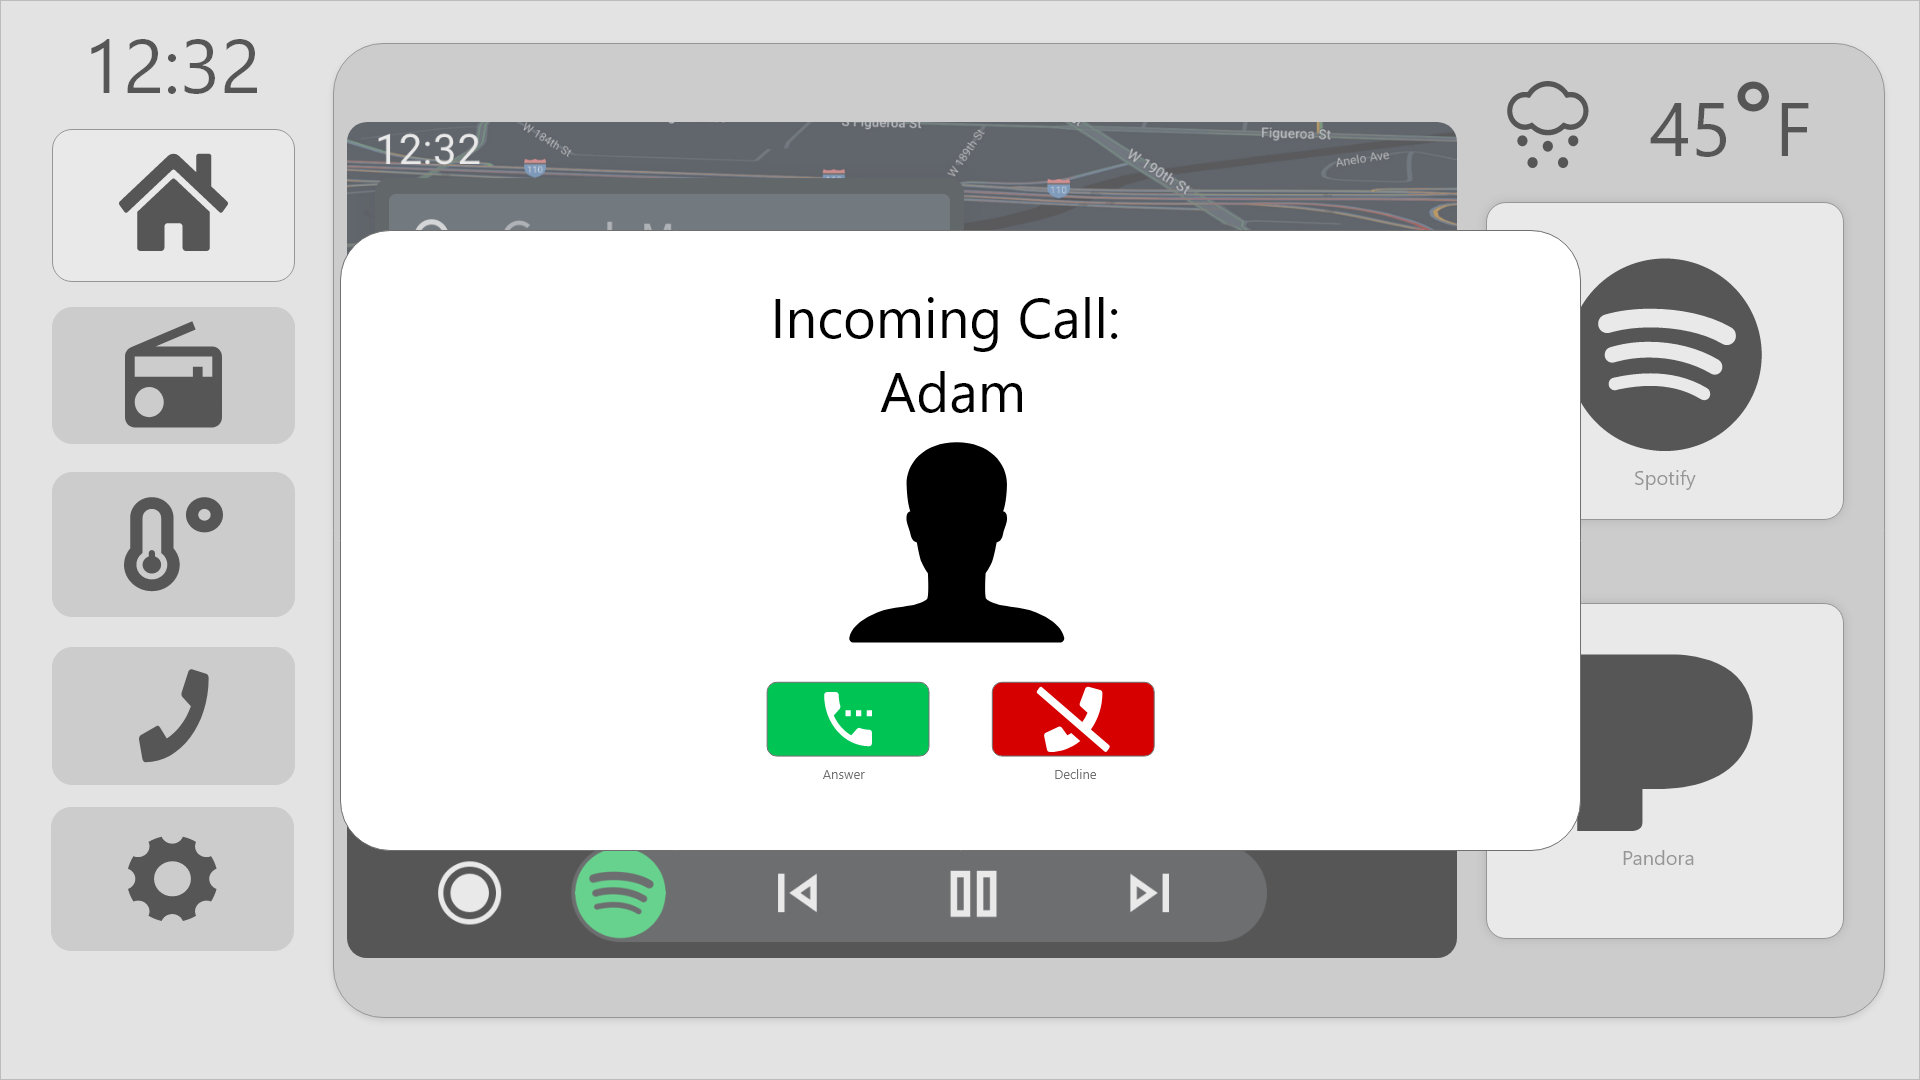 12:32
45°F
12:32
W 184th St
110
S Figueroa St
W 189th St
110
W 190th St
Figueroa St
Anelo Ave
Incoming Call:
Adam
Answer
Decline
Spotify
Pandora